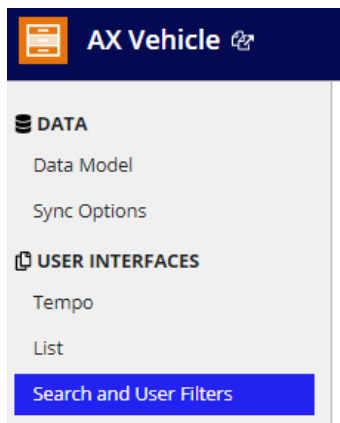 AX Vehicle
DATA
Data Model
Sync Options
USER INTERFACES
Tempo
List
Search and User Filters